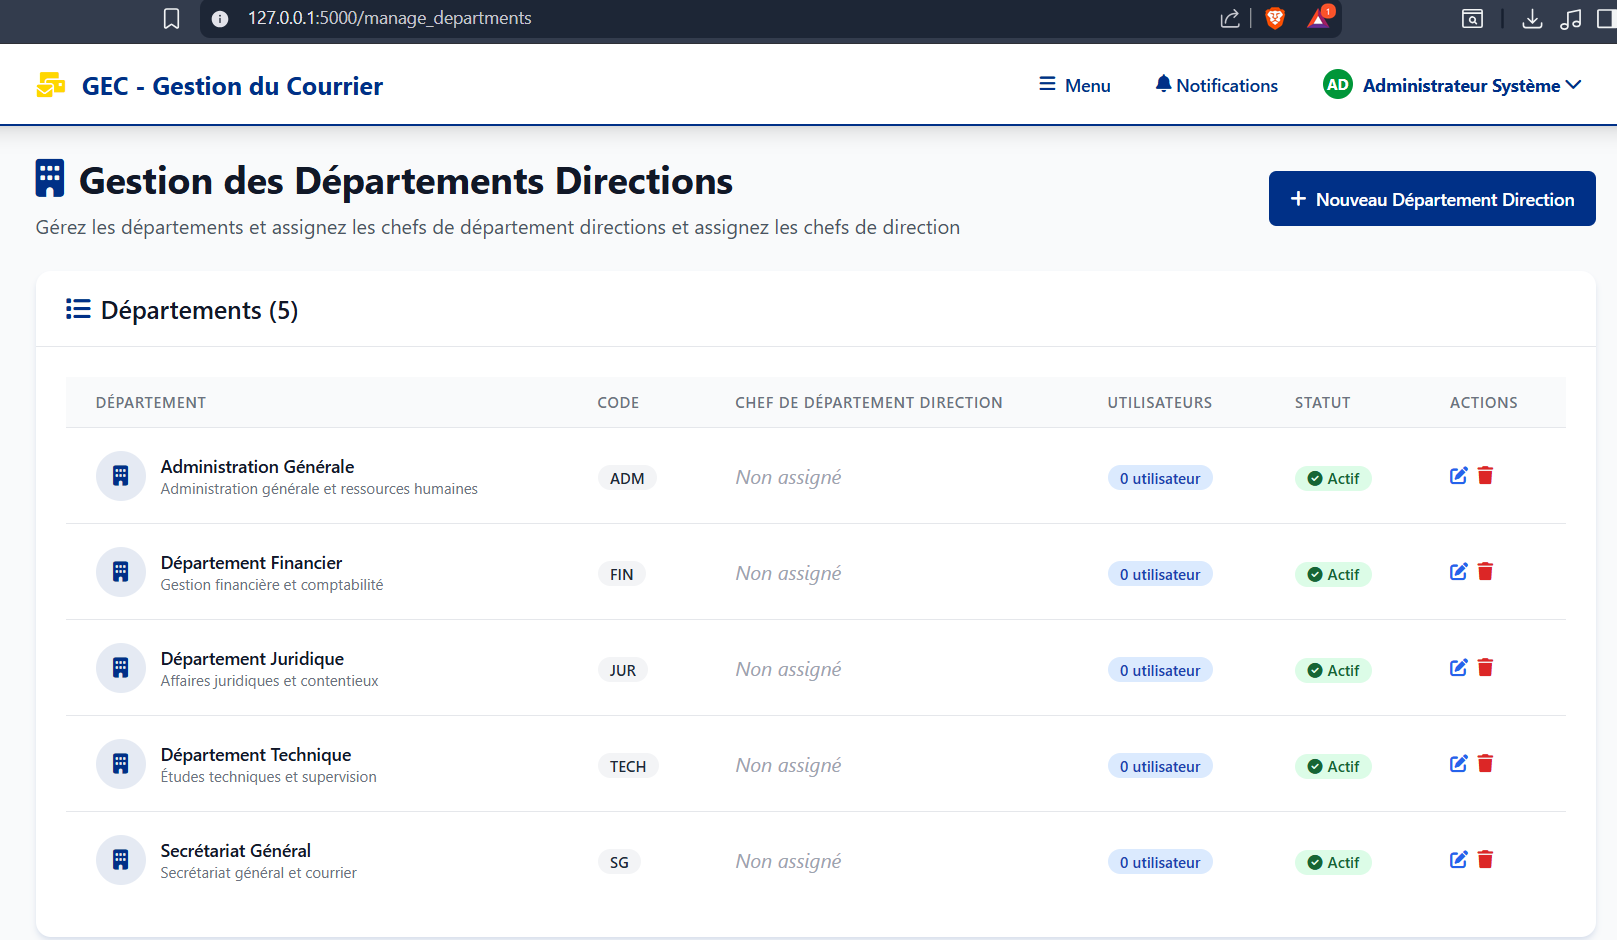 127.0.0.1:5000/manage_departments
1
GEC - Gestion du Courrier
Menu
Notifications
AD
Administrateur Système
Gestion des Départements Directions
Nouveau Département Direction
Gérez les départements et assignez les chefs de département directions et assignez les chefs de direction
Départements (5)
DÉPARTEMENT CODE CHEF DE DÉPARTEMENT DIRECTION UTILISATEURS STATUT ACTIONS
Administration Générale
Administration générale et ressources humaines
ADM Non assigné 0 utilisateur Actif
Département Financier
Gestion financière et comptabilité
FIN Non assigné 0 utilisateur Actif
Département Juridique
Affaires juridiques et contentieux
JUR Non assigné 0 utilisateur Actif
Département Technique
Études techniques et supervision
TECH Non assigné 0 utilisateur Actif
Secrétariat Général
Secrétariat général et courrier
SG Non assigné 0 utilisateur Actif